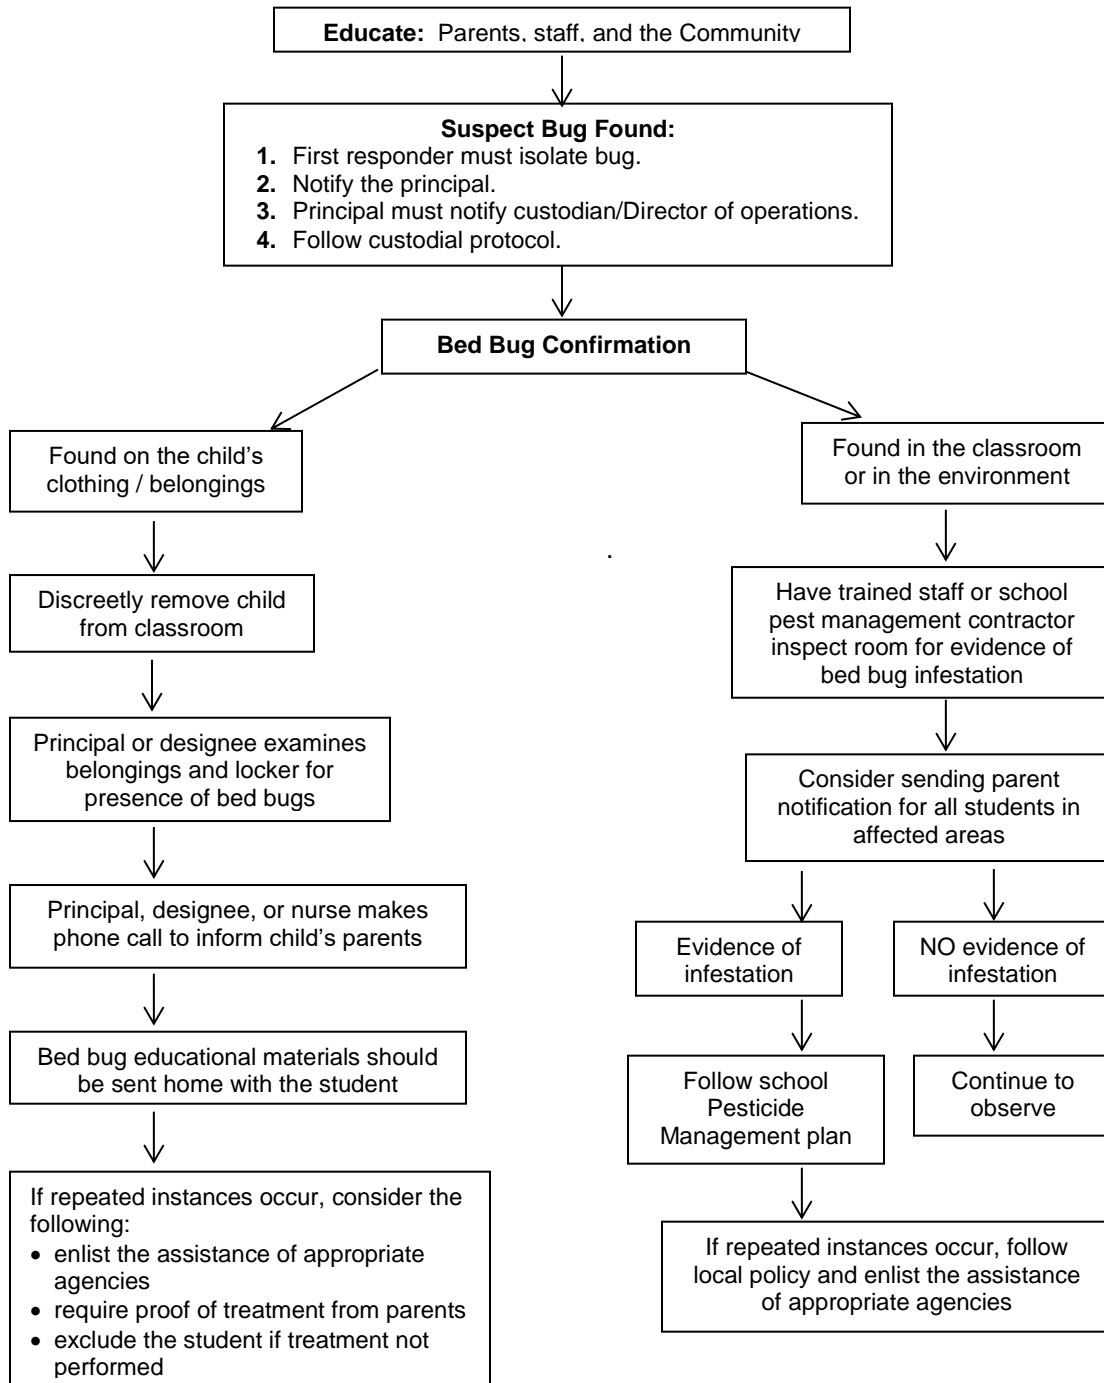 Educate: Parents, staff, and the Community
Suspect Bug Found:
1. First responder must isolate bug.
2. Notify the principal.
3. Principal must notify custodian/Director of operations.
4. Follow custodial protocol.
Bed Bug Confirmation
Found on the child’s
clothing / belongings
Discreetly remove child
from classroom
Principal or designee examines
belongings and locker for
presence of bed bugs
Principal, designee, or nurse makes
phone call to inform child’s parents
Bed bug educational materials should
be sent home with the student
If repeated instances occur, consider the
following:
• enlist the assistance of appropriate
agencies
• require proof of treatment from parents
• exclude the student if treatment not
performed
Found in the classroom
or in the environment
.
Have trained staff or school
pest management contractor
inspect room for evidence of
bed bug infestation
Consider sending parent
notification for all students in
affected areas
Evidence of
infestation
NO evidence of
infestation
Follow school
Pesticide
Management plan
Continue to
observe
If repeated instances occur, follow
local policy and enlist the assistance
of appropriate agencies